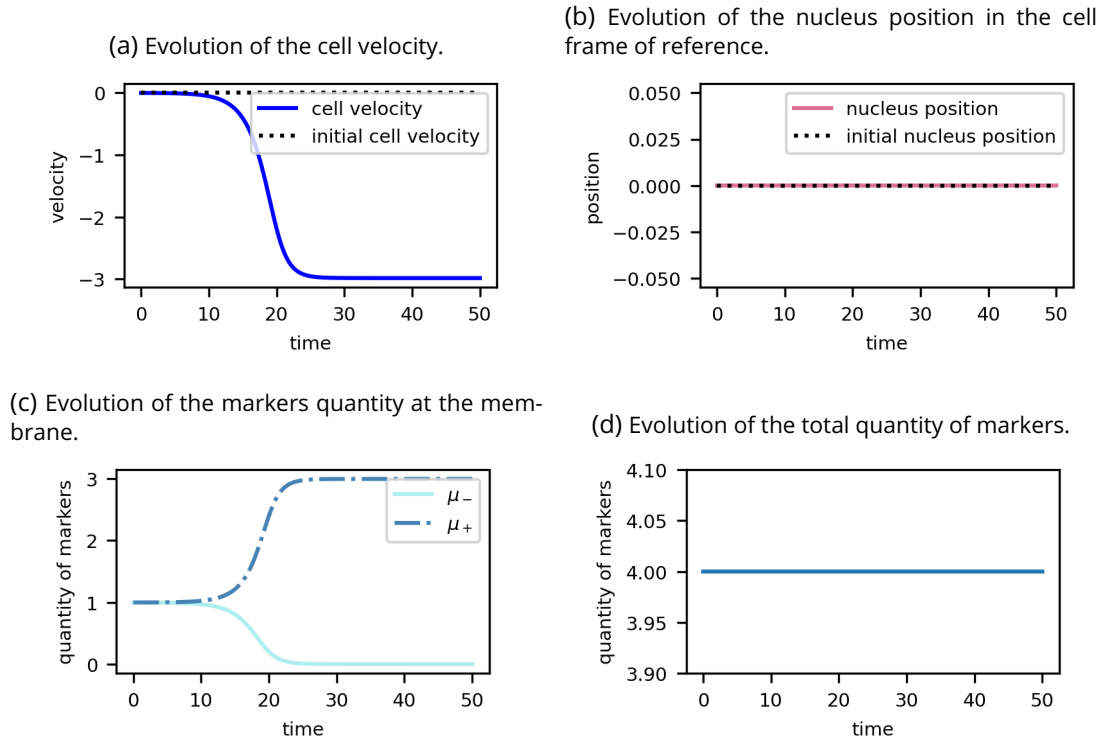 (a) Evolution of the cell velocity.
0
−1
−2
−3
velocity
cell velocity
initial cell velocity
0 10 20 30 40 50
time
(b) Evolution of the nucleus position in the cell
frame of reference.
0.050
0.025
0.000
−0.025
−0.050
position
nucleus position
initial nucleus position
0 10 20 30 40 50
time
(c) Evolution of the markers quantity at the mem-
brane.
3
2
1
0
quantity of markers
μ−
μ+
0 10 20 30 40 50
time
(d) Evolution of the total quantity of markers.
4.10
4.05
4.00
3.95
3.90
quantity of markers
0 10 20 30 40 50
time